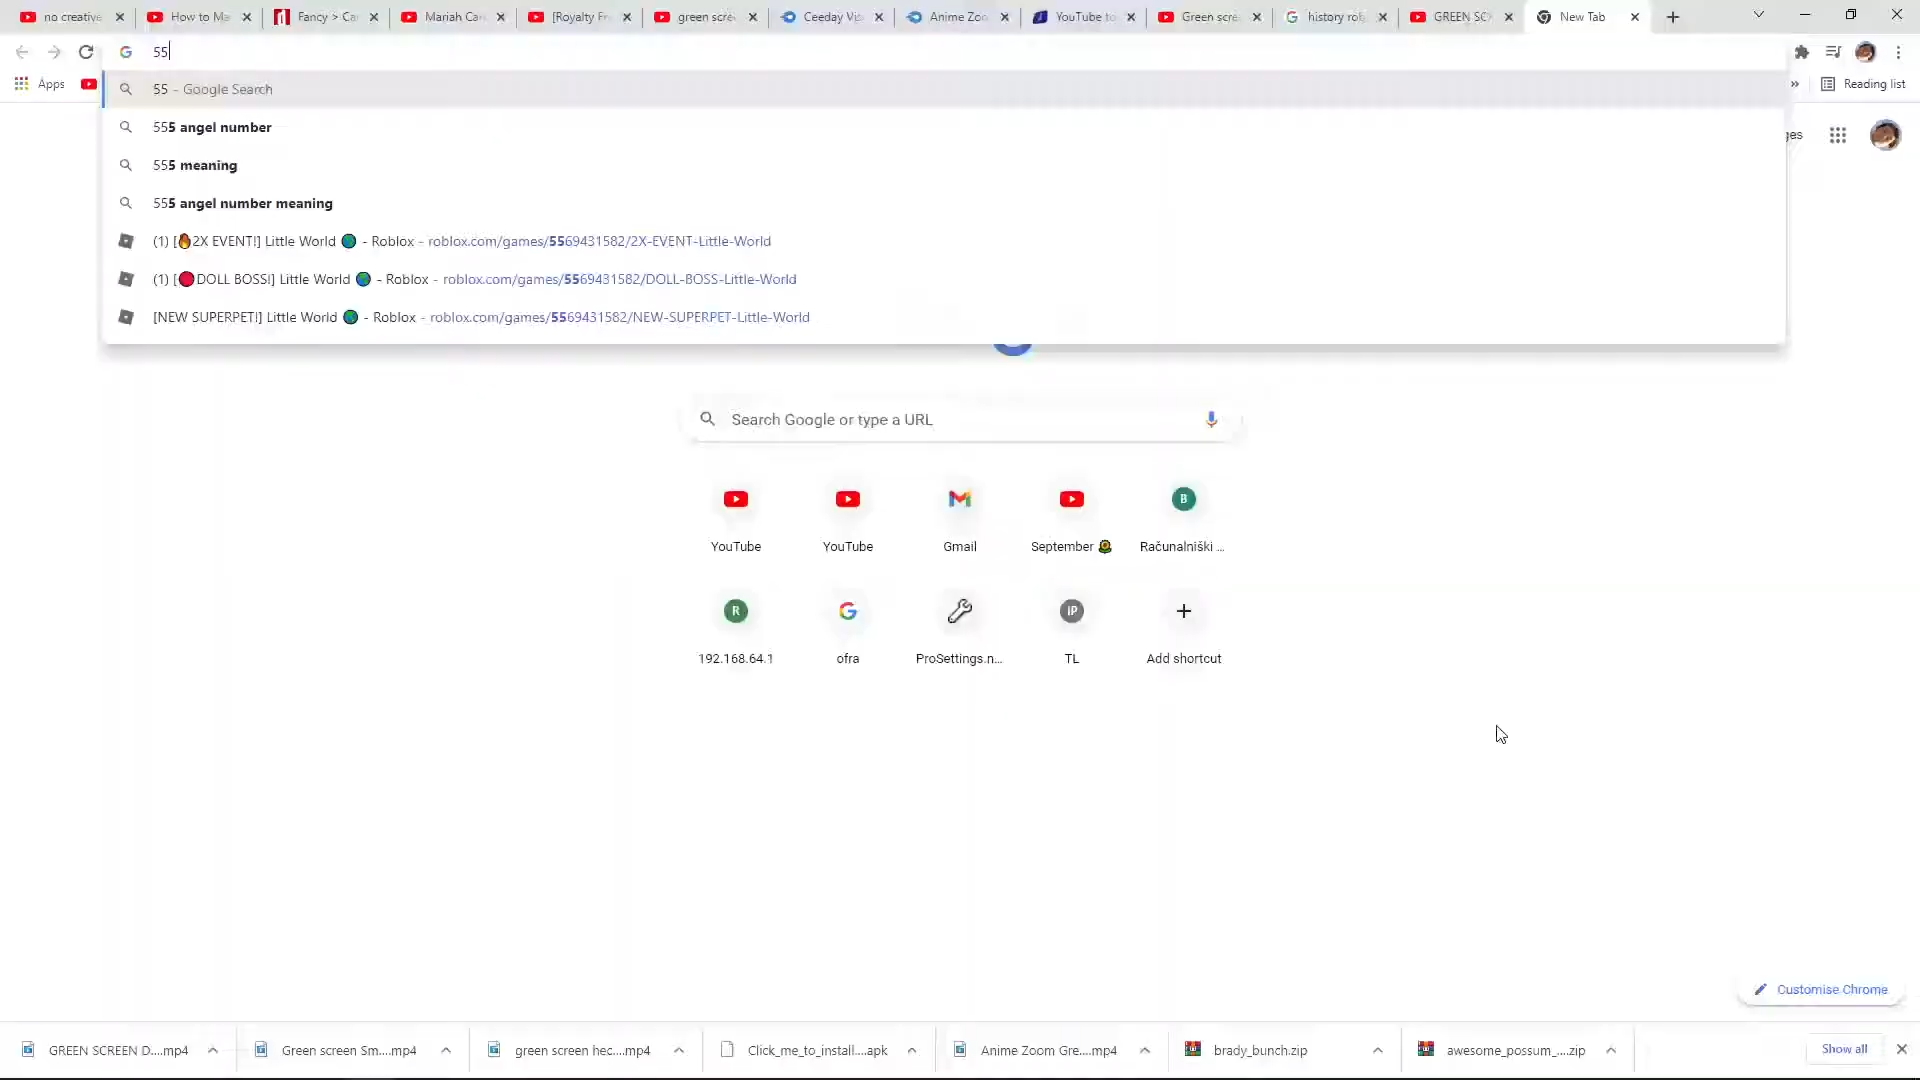 no creative
How to Ma
Fancy > Ca
Mariah Car
[Royalty Fr
green scre
Ceeday Vis
Anime Zoo
YouTube to
Green scre
history rob
GREEN SC
New Tab
55
Apps
Reading list
55 - Google Search
555 angel number
ges
555 meaning
555 angel number meaning
(1) [🔥2X EVENT!] Little World 🌍 - Roblox - roblox.com/games/5569431582/2X-EVENT-Little-World
(1) [🔴DOLL BOSS!] Little World 🌍 - Roblox - roblox.com/games/5569431582/DOLL-BOSS-Little-World
[NEW SUPERPET!] Little World 🌍 - Roblox - roblox.com/games/5569431582/NEW-SUPERPET-Little-World
Search Google or type a URL
B
YouTube
YouTube
Gmail
September 🌻
Računalniški ...
R
iP
192.168.64.1
ofra
ProSettings.n...
TL
Add shortcut
Customise Chrome
GREEN SCREEN D....mp4
Green screen Sm....mp4
green screen hec....mp4
Click_me_to_install....apk
Anime Zoom Gre....mp4
brady_bunch.zip
awesome_possum_....zip
Show all